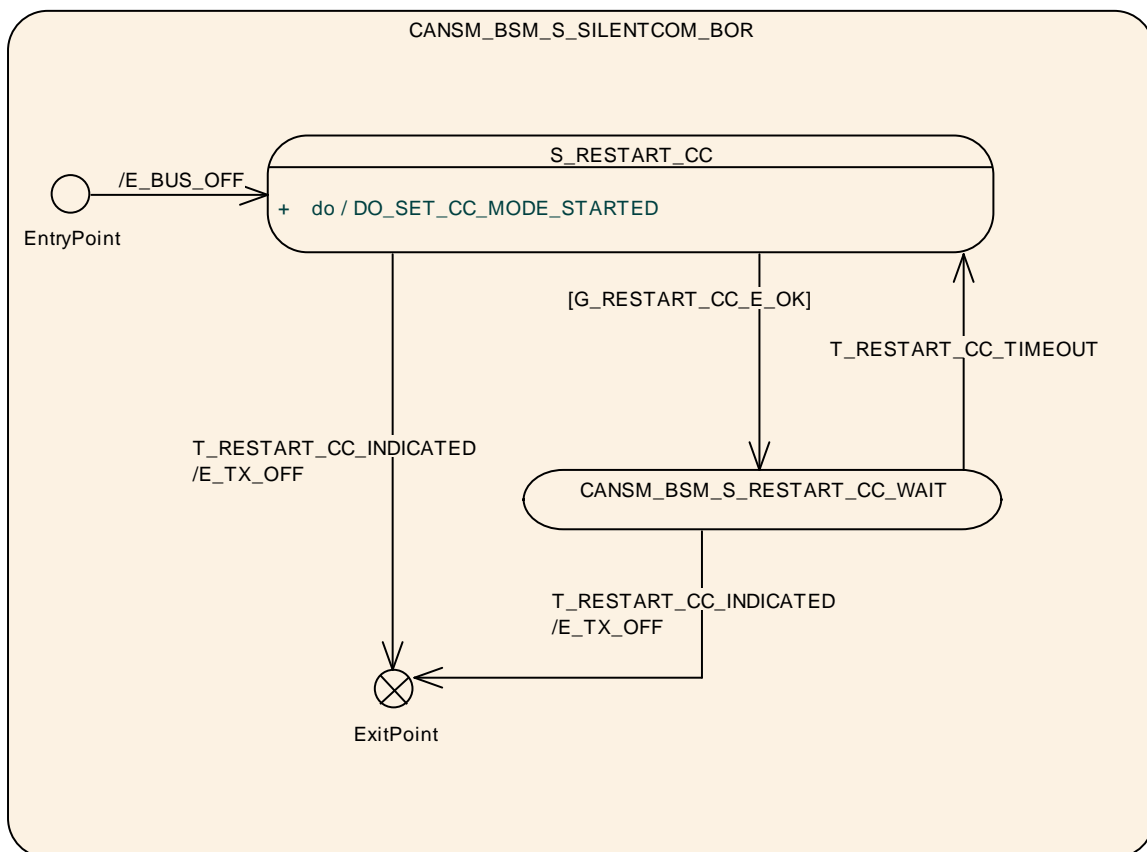 CANSM_BSM_S_SILENTCOM_BOR
S_RESTART_CC
/E_BUS_OFF
+ do / DO_SET_CC_MODE_STARTED
EntryPoint
[G_RESTART_CC_E_OK]
T_RESTART_CC_TIMEOUT
T_RESTART_CC_INDICATED
/E_TX_OFF
CANSM_BSM_S_RESTART_CC_WAIT
T_RESTART_CC_INDICATED
/E_TX_OFF
ExitPoint